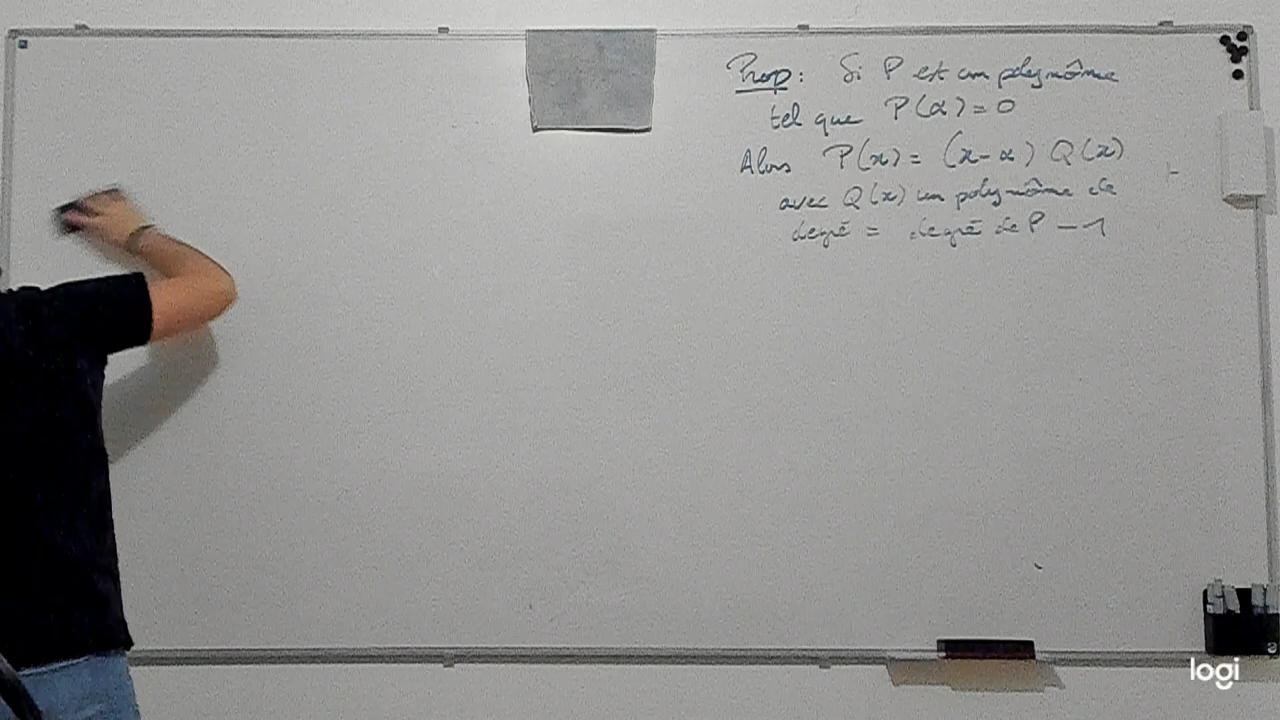 Prop : Si P est un polynôme
tel que P(α) = 0
Alors P(x) = (x - α) Q(x)
avec Q(x) un polynôme de
degré = degré de P - 1
logi